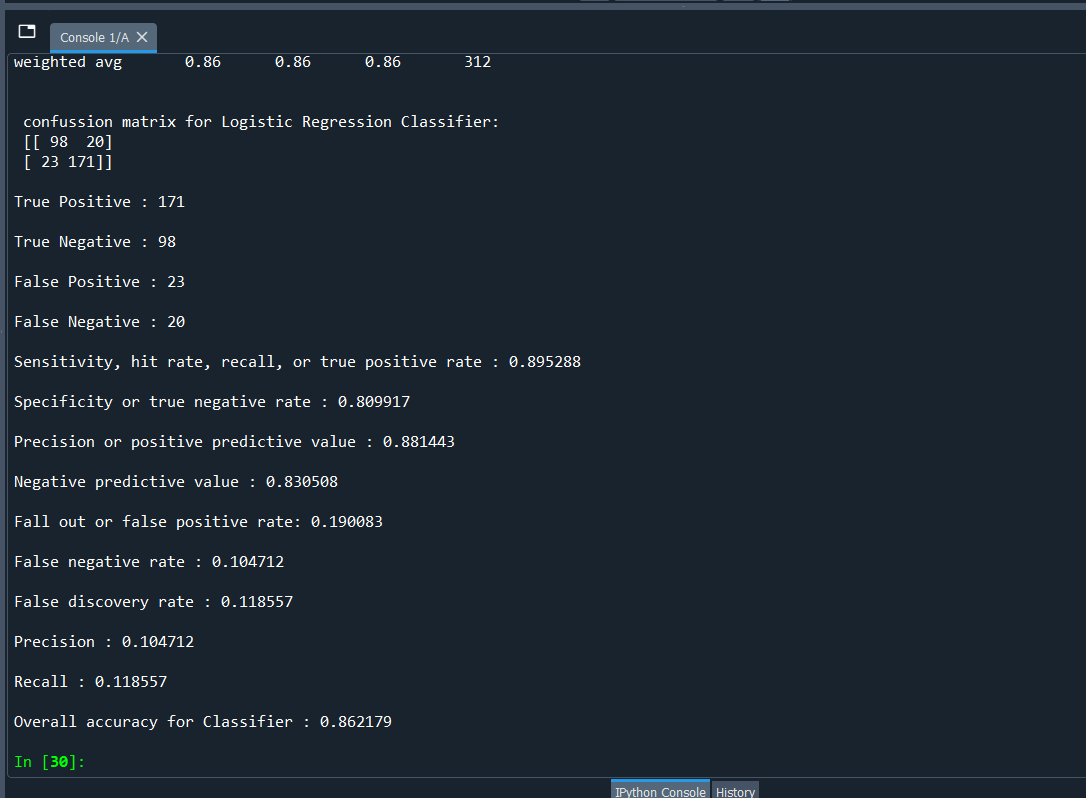 Console 1/A
weighted avg 0.86 0.86 0.86 312
confussion matrix for Logistic Regression Classifier:
[[ 98 20]
[ 23 171]]
True Positive : 171
True Negative : 98
False Positive : 23
False Negative : 20
Sensitivity, hit rate, recall, or true positive rate : 0.895288
Specificity or true negative rate : 0.809917
Precision or positive predictive value : 0.881443
Negative predictive value : 0.830508
Fall out or false positive rate: 0.190083
False negative rate : 0.104712
False discovery rate : 0.118557
Precision : 0.104712
Recall : 0.118557
Overall accuracy for Classifier : 0.862179
In [30]:
IPython Console History